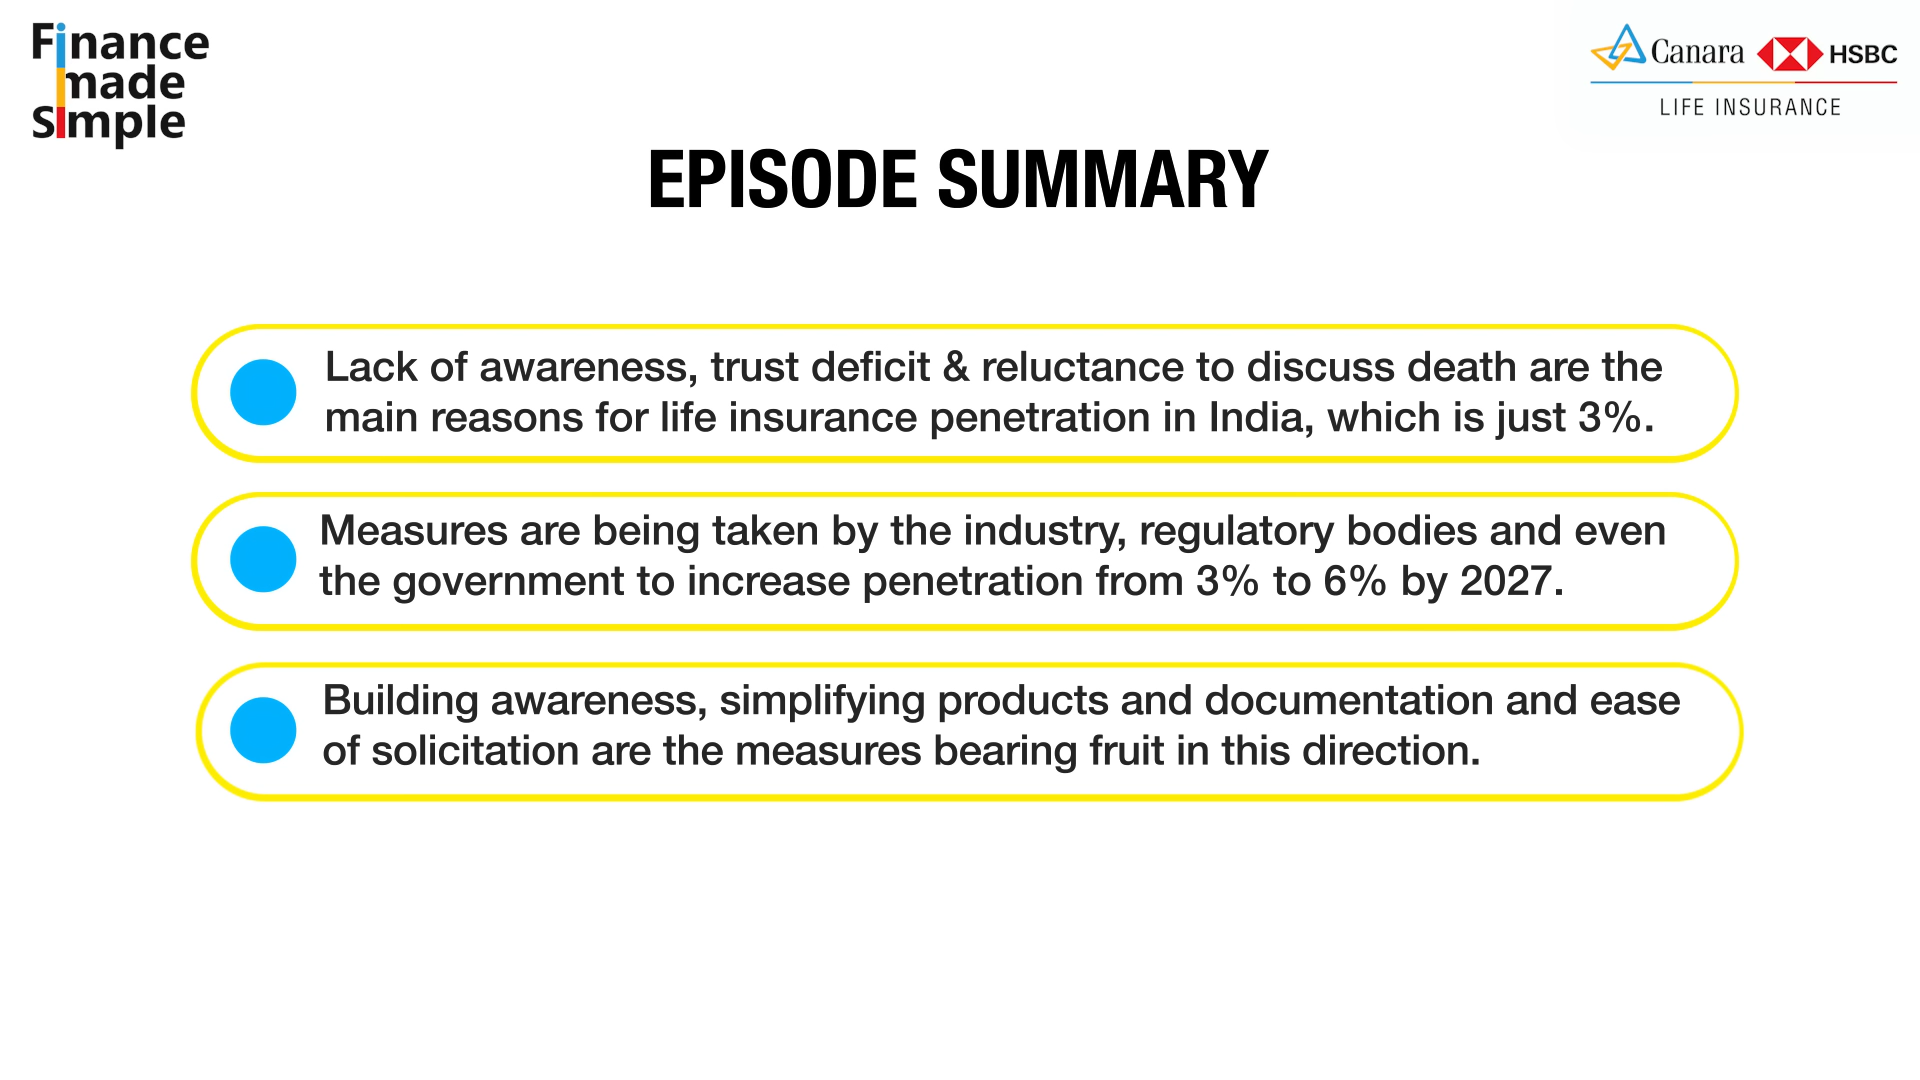 Finance
made
Simple
Canara HSBC
LIFE INSURANCE
EPISODE SUMMARY
Lack of awareness, trust deficit & reluctance to discuss death are the
main reasons for life insurance penetration in India, which is just 3%.
Measures are being taken by the industry, regulatory bodies and even
the government to increase penetration from 3% to 6% by 2027.
Building awareness, simplifying products and documentation and ease
of solicitation are the measures bearing fruit in this direction.